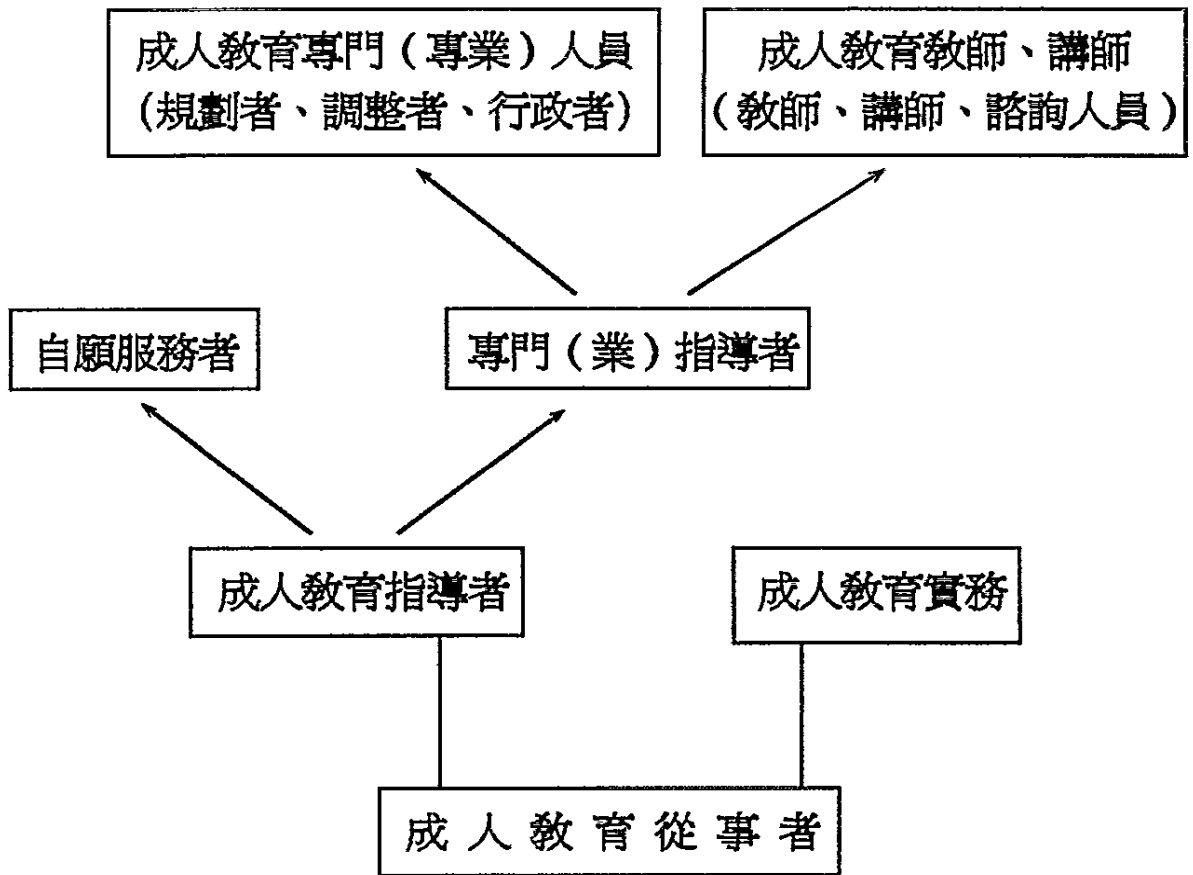 成人教育專門(專業)人員
(規劃者、調整者、行政者)
成人教育教師、講師
(教師、講師、諮詢人員)
自願服務者
專門(業)指導者
成人教育指導者
成人教育實務
成人教育從事者